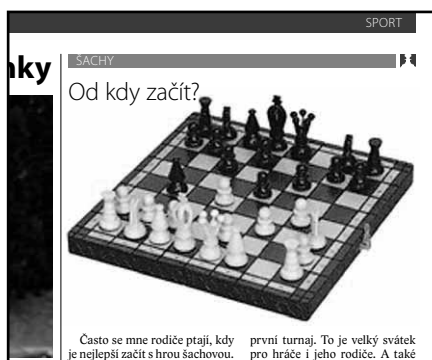 SPORT
nky
ŠACHY
Od kdy začít?
Často se mne rodiče ptají, kdy
je nejlepší začít s hrou šachovou.
první turnaj. To je velký svátek
pro hráče i jeho rodiče. A také